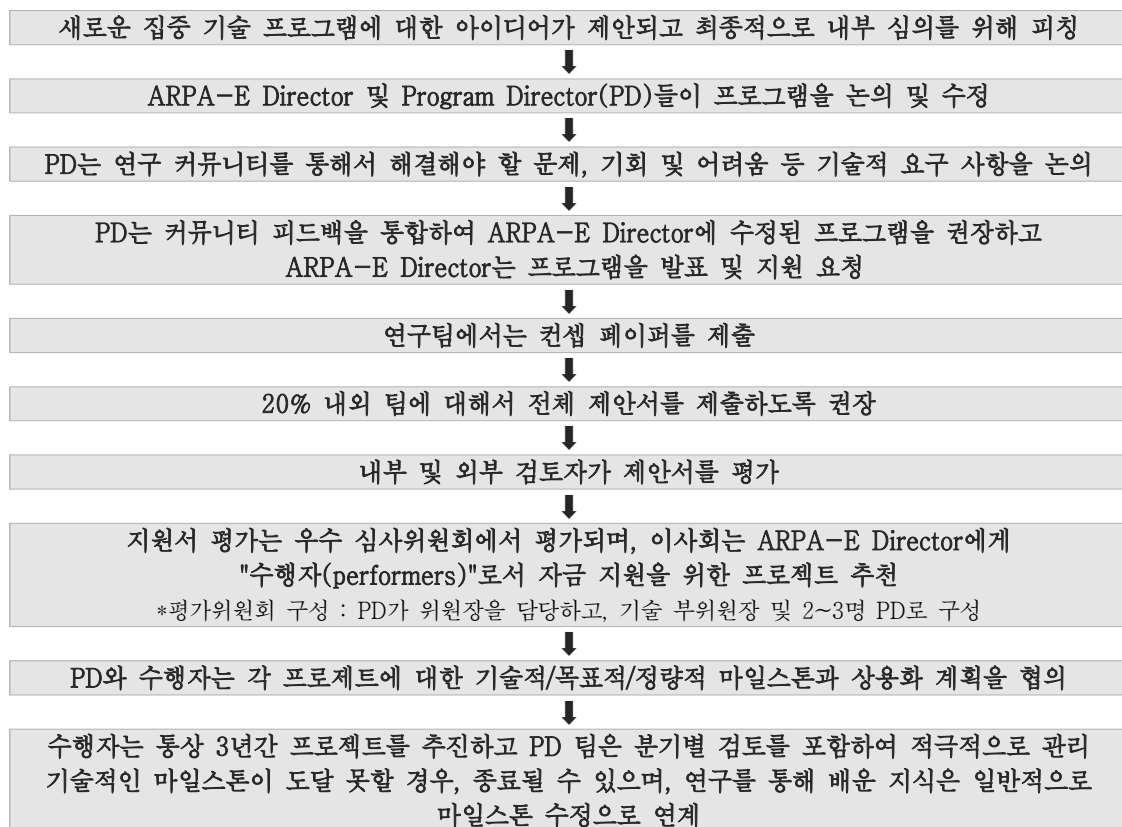 새로운 집중 기술 프로그램에 대한 아이디어가 제안되고 최종적으로 내부 심의를 위해 피칭
ARPA-E Director 및 Program Director(PD)들이 프로그램을 논의 및 수정
PD는 연구 커뮤니티를 통해서 해결해야 할 문제, 기회 및 어려움 등 기술적 요구 사항을 논의
PD는 커뮤니티 피드백을 통합하여 ARPA-E Director에 수정된 프로그램을 권장하고
ARPA-E Director는 프로그램을 발표 및 지원 요청
연구팀에서는 컨셉 페이퍼를 제출
20% 내외 팀에 대해서 전체 제안서를 제출하도록 권장
내부 및 외부 검토자가 제안서를 평가
지원서 평가는 우수 심사위원회에서 평가되며, 이사회는 ARPA-E Director에게
"수행자(performers)"로서 자금 지원을 위한 프로젝트 추천
*평가위원회 구성 : PD가 위원장을 담당하고, 기술 부위원장 및 2~3명 PD로 구성
PD와 수행자는 각 프로제트에 대한 기술적/목표적/정량적 마일스톤과 상용화 계획을 협의
수행자는 통상 3년간 프로젝트를 추진하고 PD 팀은 분기별 검토를 포함하여 적극적으로 관리
기술적인 마일스톤이 도달 못할 경우, 종료될 수 있으며, 연구를 통해 배운 지식은 일반적으로
마일스톤 수정으로 연계